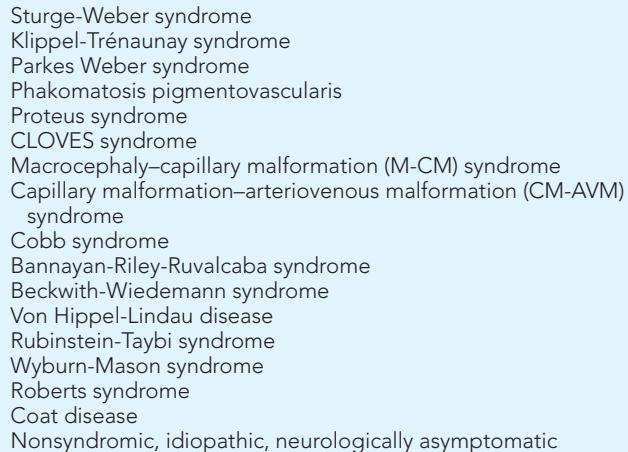 Sturge-Weber syndrome
Klippel-Trénaunay syndrome
Parkes Weber syndrome
Phakomatosis pigmentovascularis
Proteus syndrome
CLOVES syndrome
Macrocephaly–capillary malformation (M-CM) syndrome
Capillary malformation–arteriovenous malformation (CM-AVM)
syndrome
Cobb syndrome
Bannayan-Riley-Ruvalcaba syndrome
Beckwith-Wiedemann syndrome
Von Hippel-Lindau disease
Rubinstein-Taybi syndrome
Wyburn-Mason syndrome
Roberts syndrome
Coat disease
Nonsyndromic, idiopathic, neurologically asymptomatic